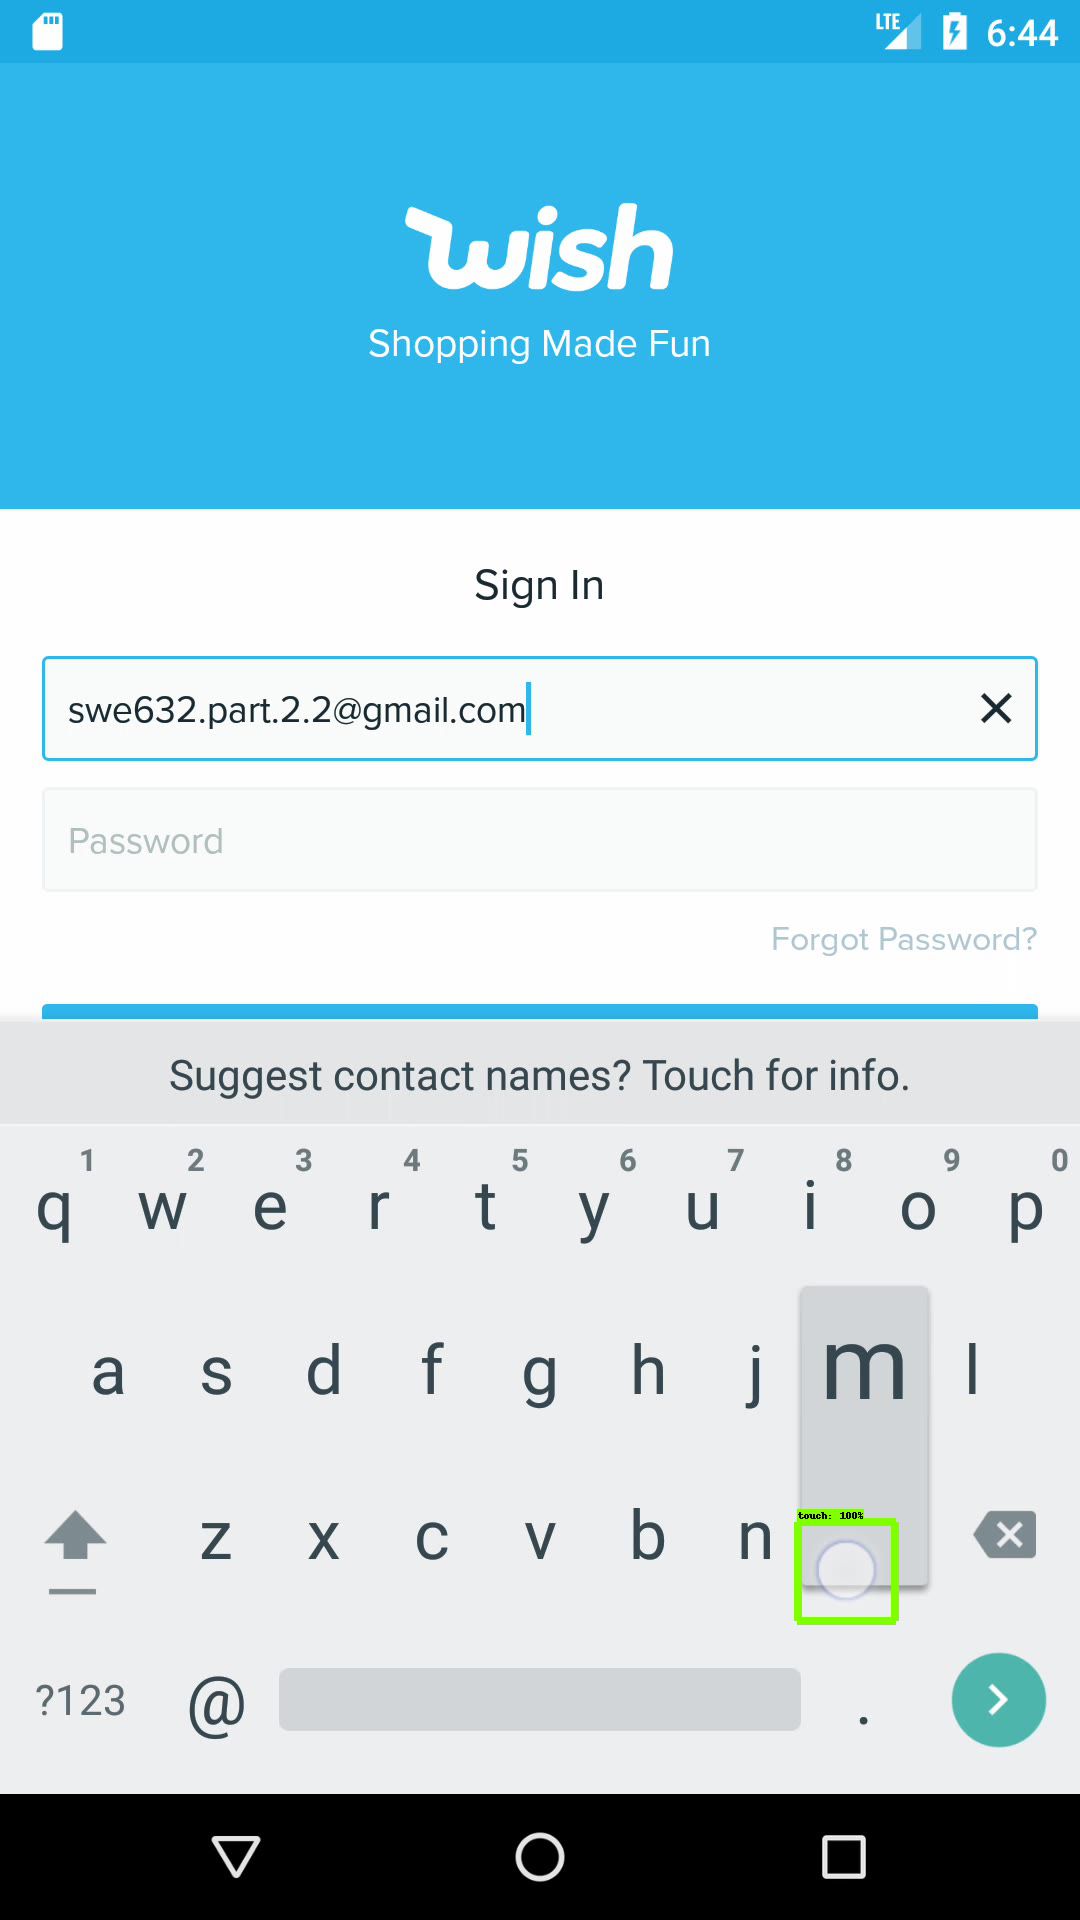 LTE 6:44
wish
Shopping Made Fun
Sign In
swe632.part.2.2@gmail.com
Password
Forgot Password?
Suggest contact names? Touch for info.
1 2 3 4 5 6 7 8 9 0
q w e r t y u i o p
a s d f g h j m l
touch: 100%
z x c v b n
?123 @ .